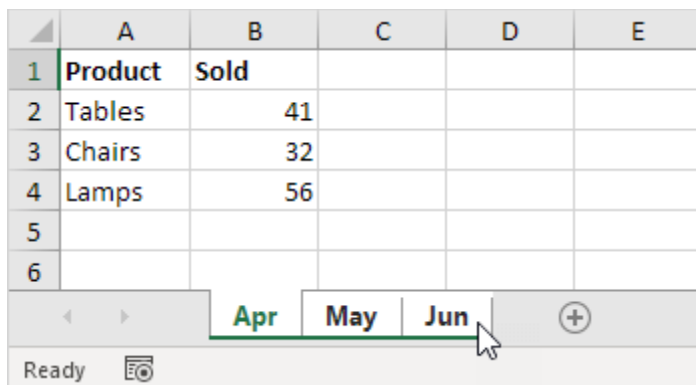 A B C D E
1 Product Sold
2 Tables 41
3 Chairs 32
4 Lamps 56
5
6
Apr May Jun
Ready